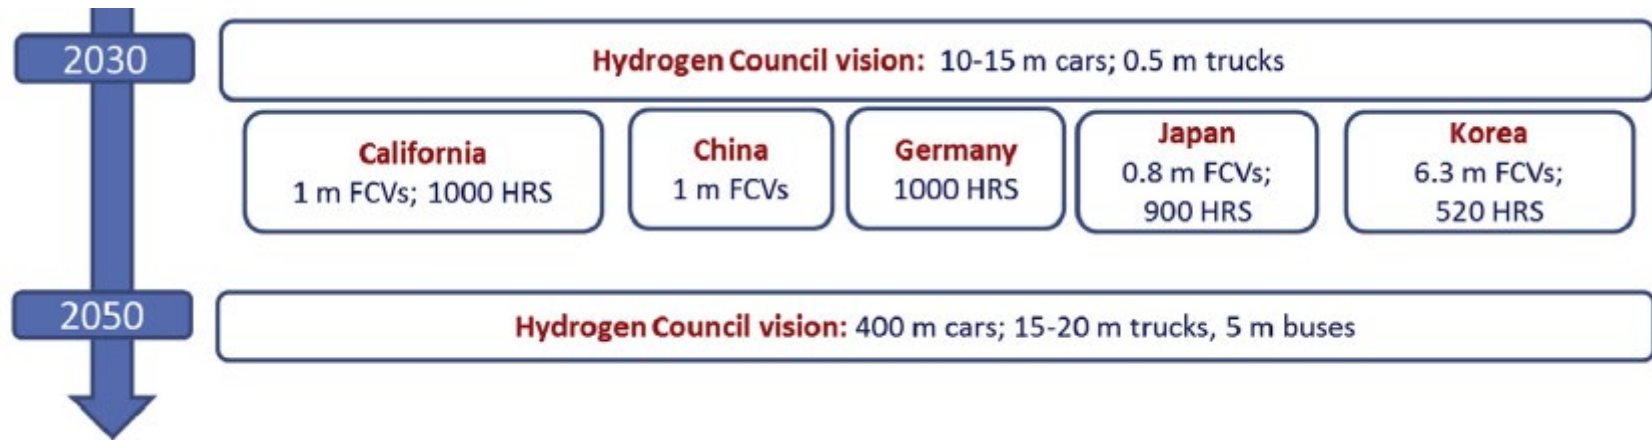 2030
Hydrogen Council vision: 10-15 m cars; 0.5 m trucks
California
1 m FCVs; 1000 HRS
China
1 m FCVs
Germany
1000 HRS
Japan
0.8 m FCVs;
900 HRS
Korea
6.3 m FCVs;
520 HRS
2050
Hydrogen Council vision: 400 m cars; 15-20 m trucks, 5 m buses